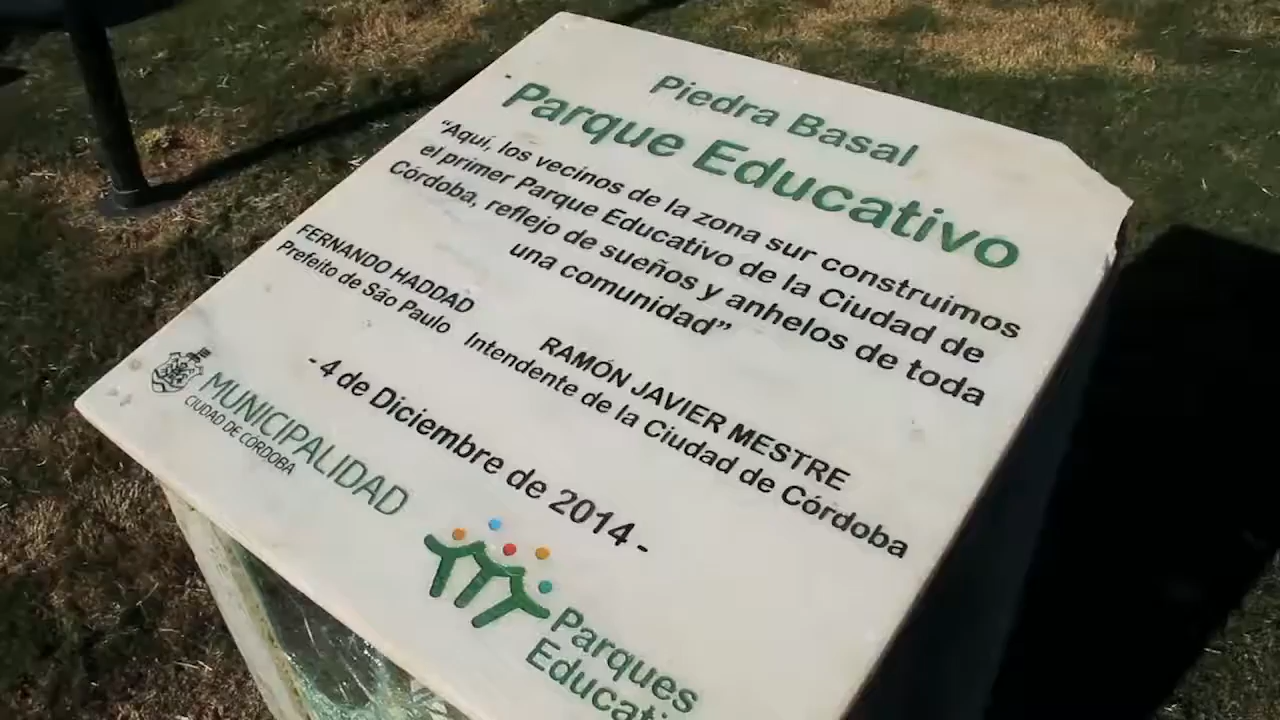 Piedra Basal
Parque Educativo
“Aquí, los vecinos de la zona sur construimos
el primer Parque Educativo de la Ciudad de
Córdoba, reflejo de sueños y anhelos de toda
una comunidad”
FERNANDO HADDAD
Prefeito de São Paulo
RAMÓN JAVIER MESTRE
Intendente de la Ciudad de Córdoba
- 4 de Diciembre de 2014 -
MUNICIPALIDAD
CIUDAD DE CÓRDOBA
Parques